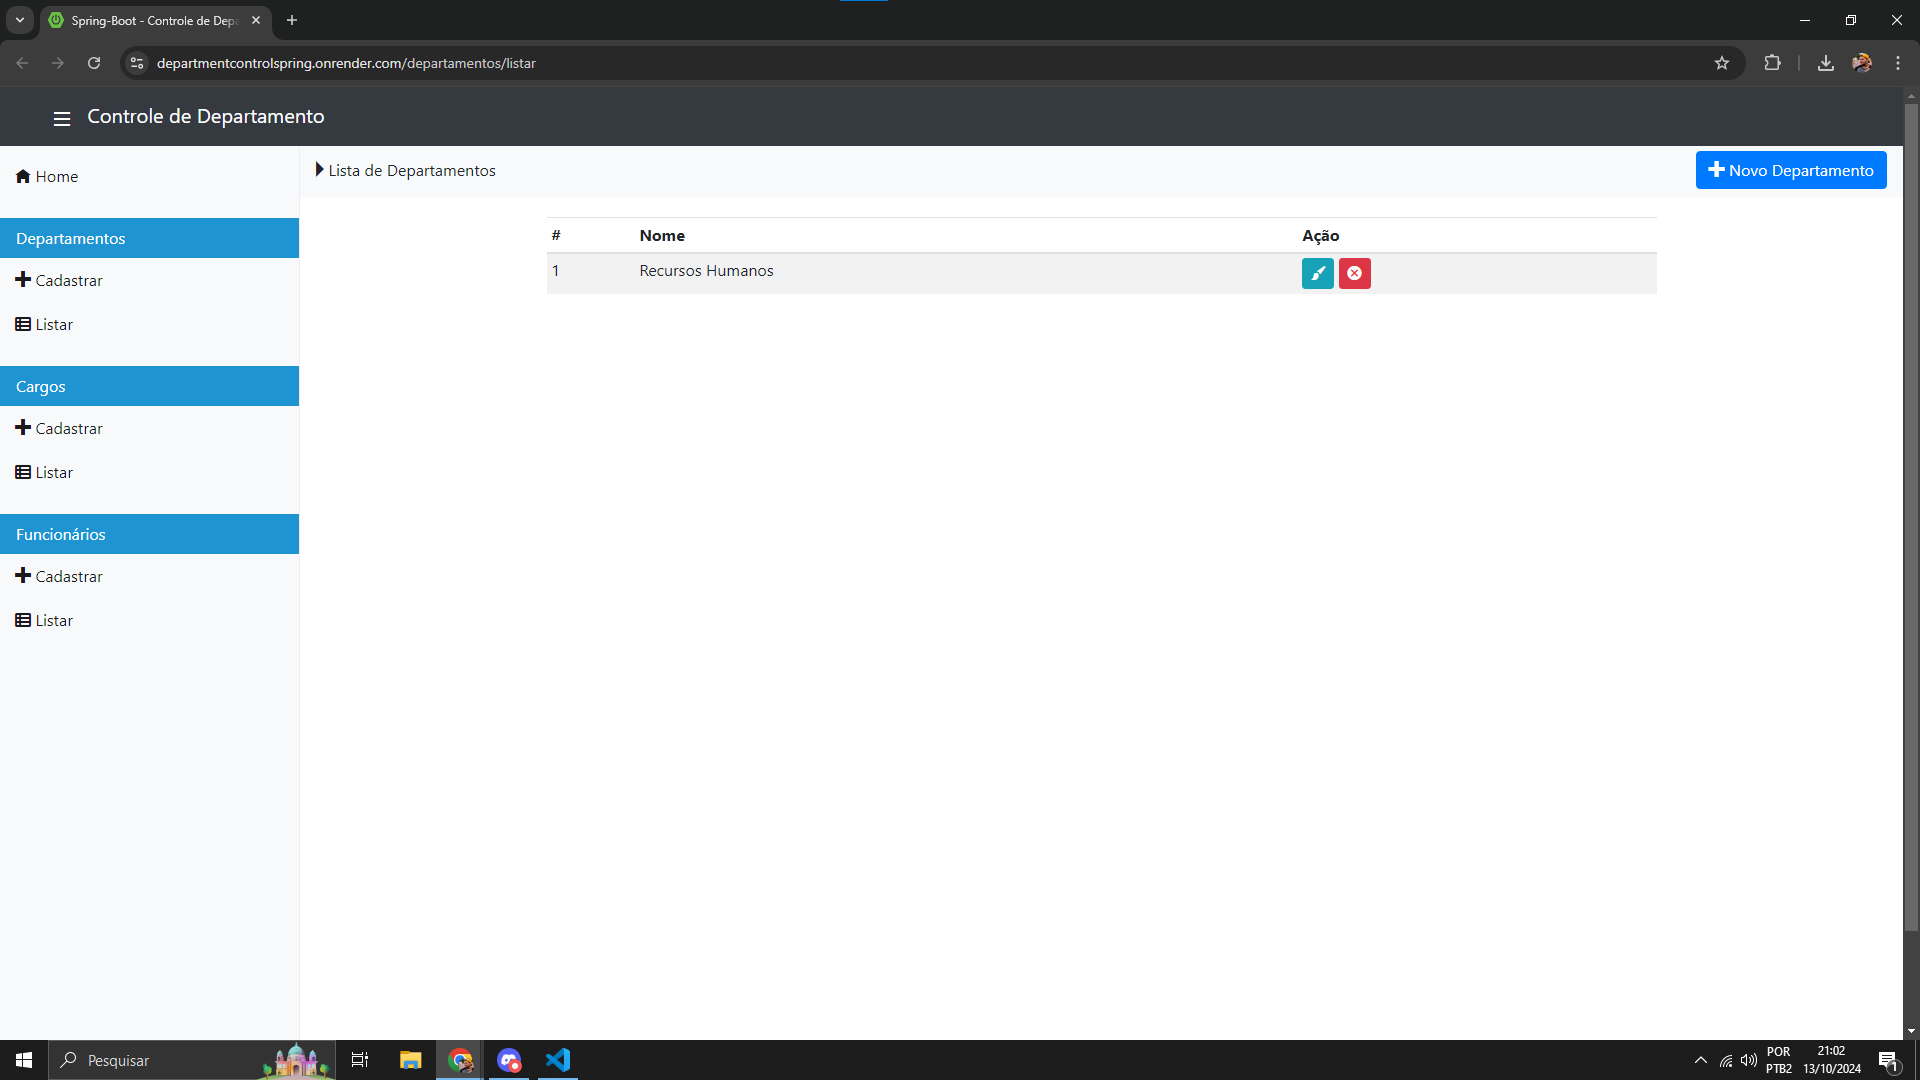 Spring-Boot - Controle de Depa
departmentcontrolspring.onrender.com/departamentos/listar
Controle de Departamento
Home
Lista de Departamentos
Novo Departamento
Departamentos
Cadastrar
Listar
Cargos
Cadastrar
Listar
Funcionários
Cadastrar
Listar
# Nome Ação
1 Recursos Humanos
Pesquisar
POR
PTB2
21:02
13/10/2024
1